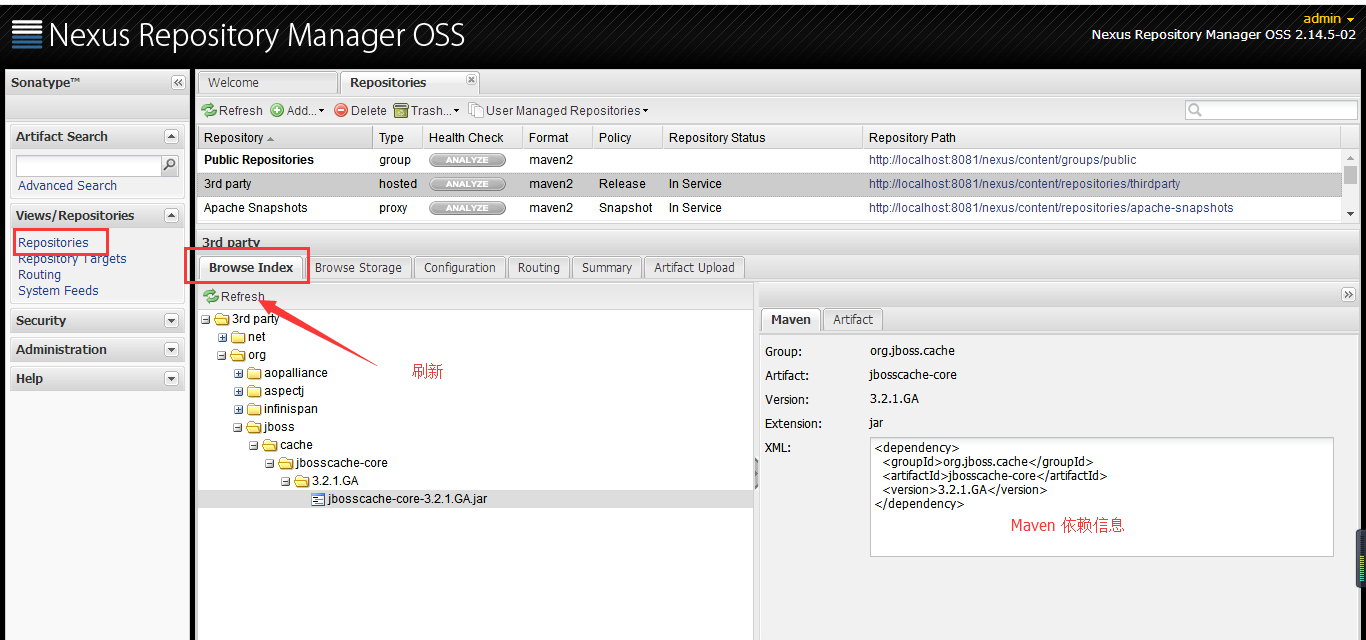 Nexus Repository Manager OSS
admin
Nexus Repository Manager OSS 2.14.5-02
Sonatype™
Welcome
Repositories
Refresh
Add...
Delete
Trash...
User Managed Repositories
Artifact Search
Advanced Search
Views/Repositories
Repositories
Repository Targets
Routing
System Feeds
Security
Administration
Help
Repository Type Health Check Format Policy Repository Status Repository Path
Public Repositories group ANALYZE maven2 http://localhost:8081/nexus/content/groups/public
3rd party hosted ANALYZE maven2 Release In Service http://localhost:8081/nexus/content/repositories/thirdparty
Apache Snapshots proxy ANALYZE maven2 Snapshot In Service http://localhost:8081/nexus/content/repositories/apache-snapshots
3rd party
Browse Index
Browse Storage
Configuration
Routing
Summary
Artifact Upload
Refresh
刷新
3rd party
net
org
aopalliance
aspectj
infinispan
jboss
cache
jbosscache-core
3.2.1.GA
jbosscache-core-3.2.1.GA.jar
Maven
Artifact
Group: org.jboss.cache
Artifact: jbosscache-core
Version: 3.2.1.GA
Extension: jar
XML:
<dependency>
<groupId>org.jboss.cache</groupId>
<artifactId>jbosscache-core</artifactId>
<version>3.2.1.GA</version>
</dependency>
Maven 依赖信息